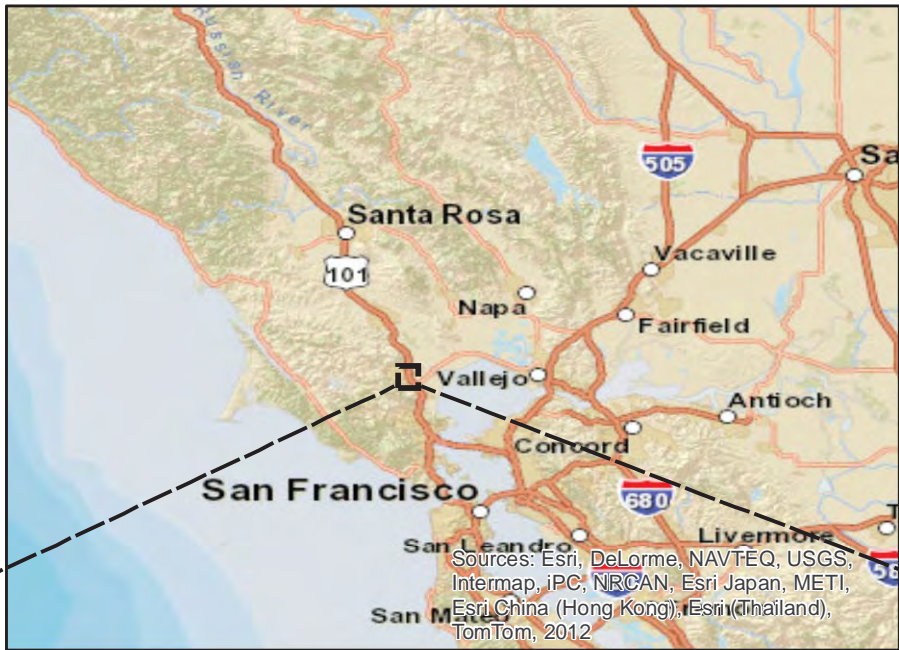 Russian River
505
Sa
Santa Rosa
101
Vacaville
Napa
Fairfield
Vallejo
Antioch
Concord
San Francisco
680
T
San Leandro
Livermore
58
Sources: Esri, DeLorme, NAVTEQ, USGS,
Intermap, iPC, NRCAN, Esri Japan, METI,
Esri China (Hong Kong), Esri (Thailand),
TomTom, 2012
San Mateo